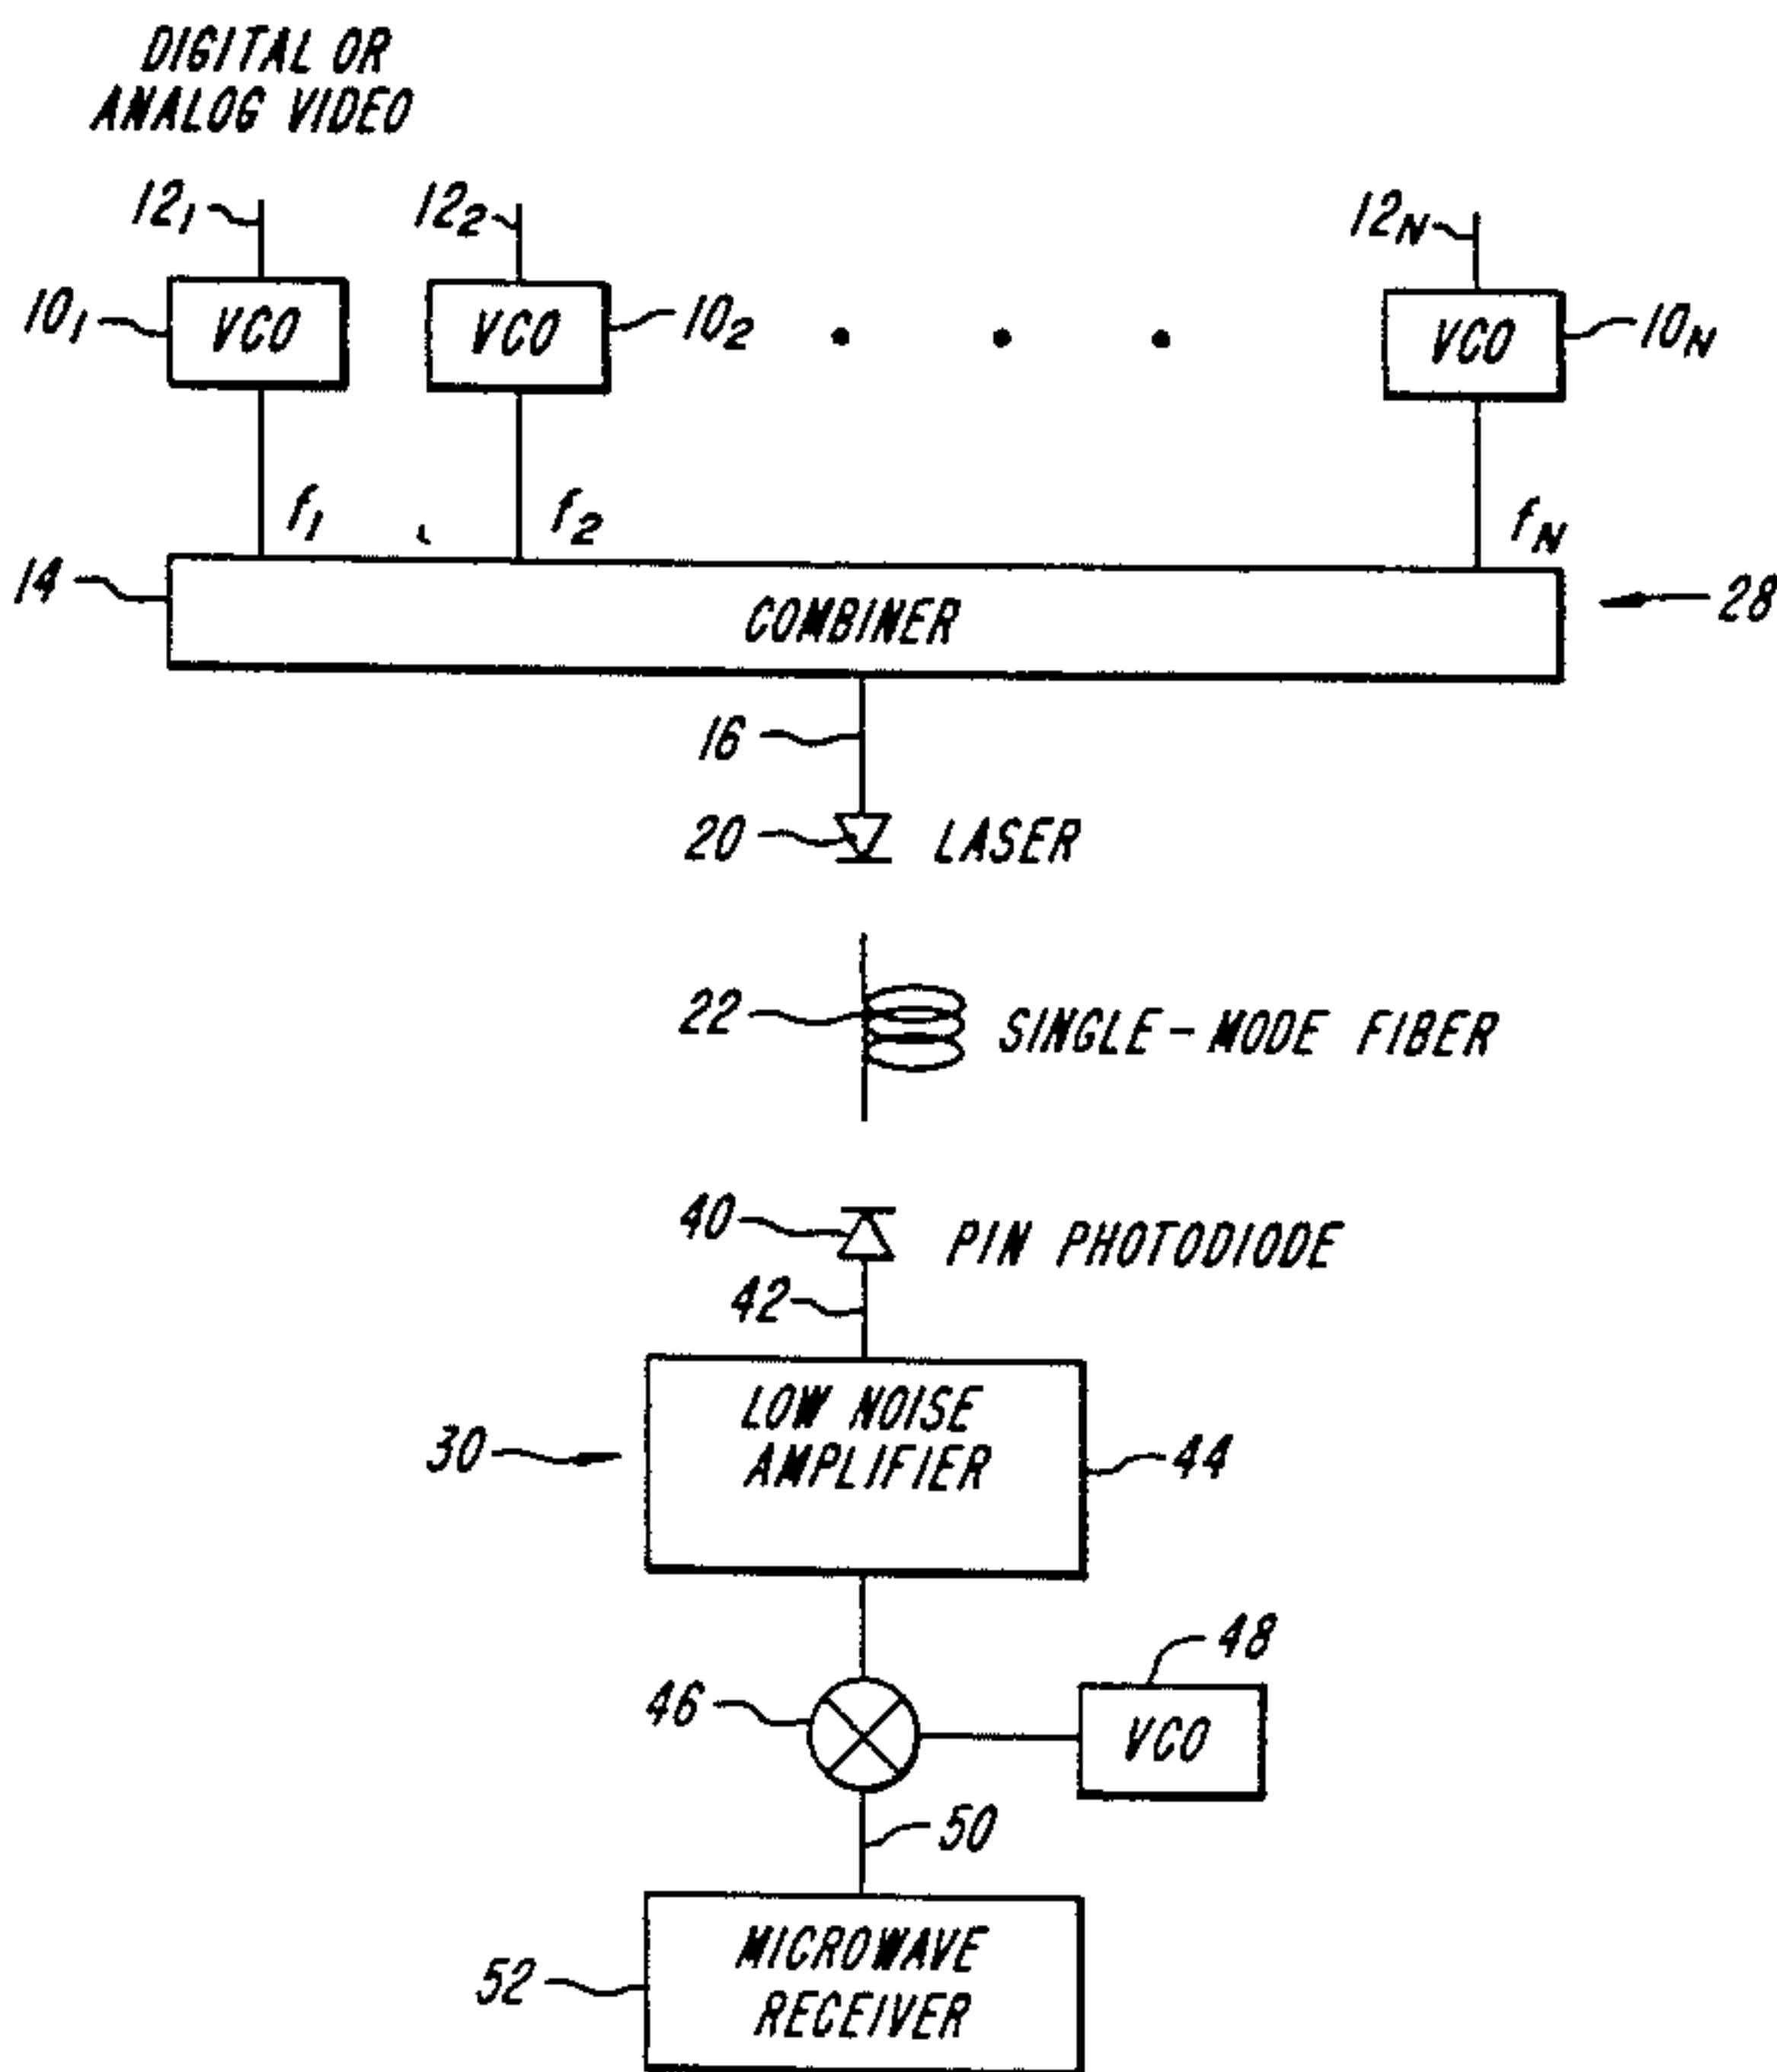 DIGITAL OR
ANALOG VIDEO
12₁
12₂
12N
10₁
VCO
VCO
10₂
VCO
10N
f₁
f₂
fN
14
COMBINER
28
16
20
LASER
22
SINGLE-MODE FIBER
40
PIN PHOTODIODE
42
LOW NOISE
AMPLIFIER
30
44
48
46
VCO
50
MICROWAVE
52
RECEIVER